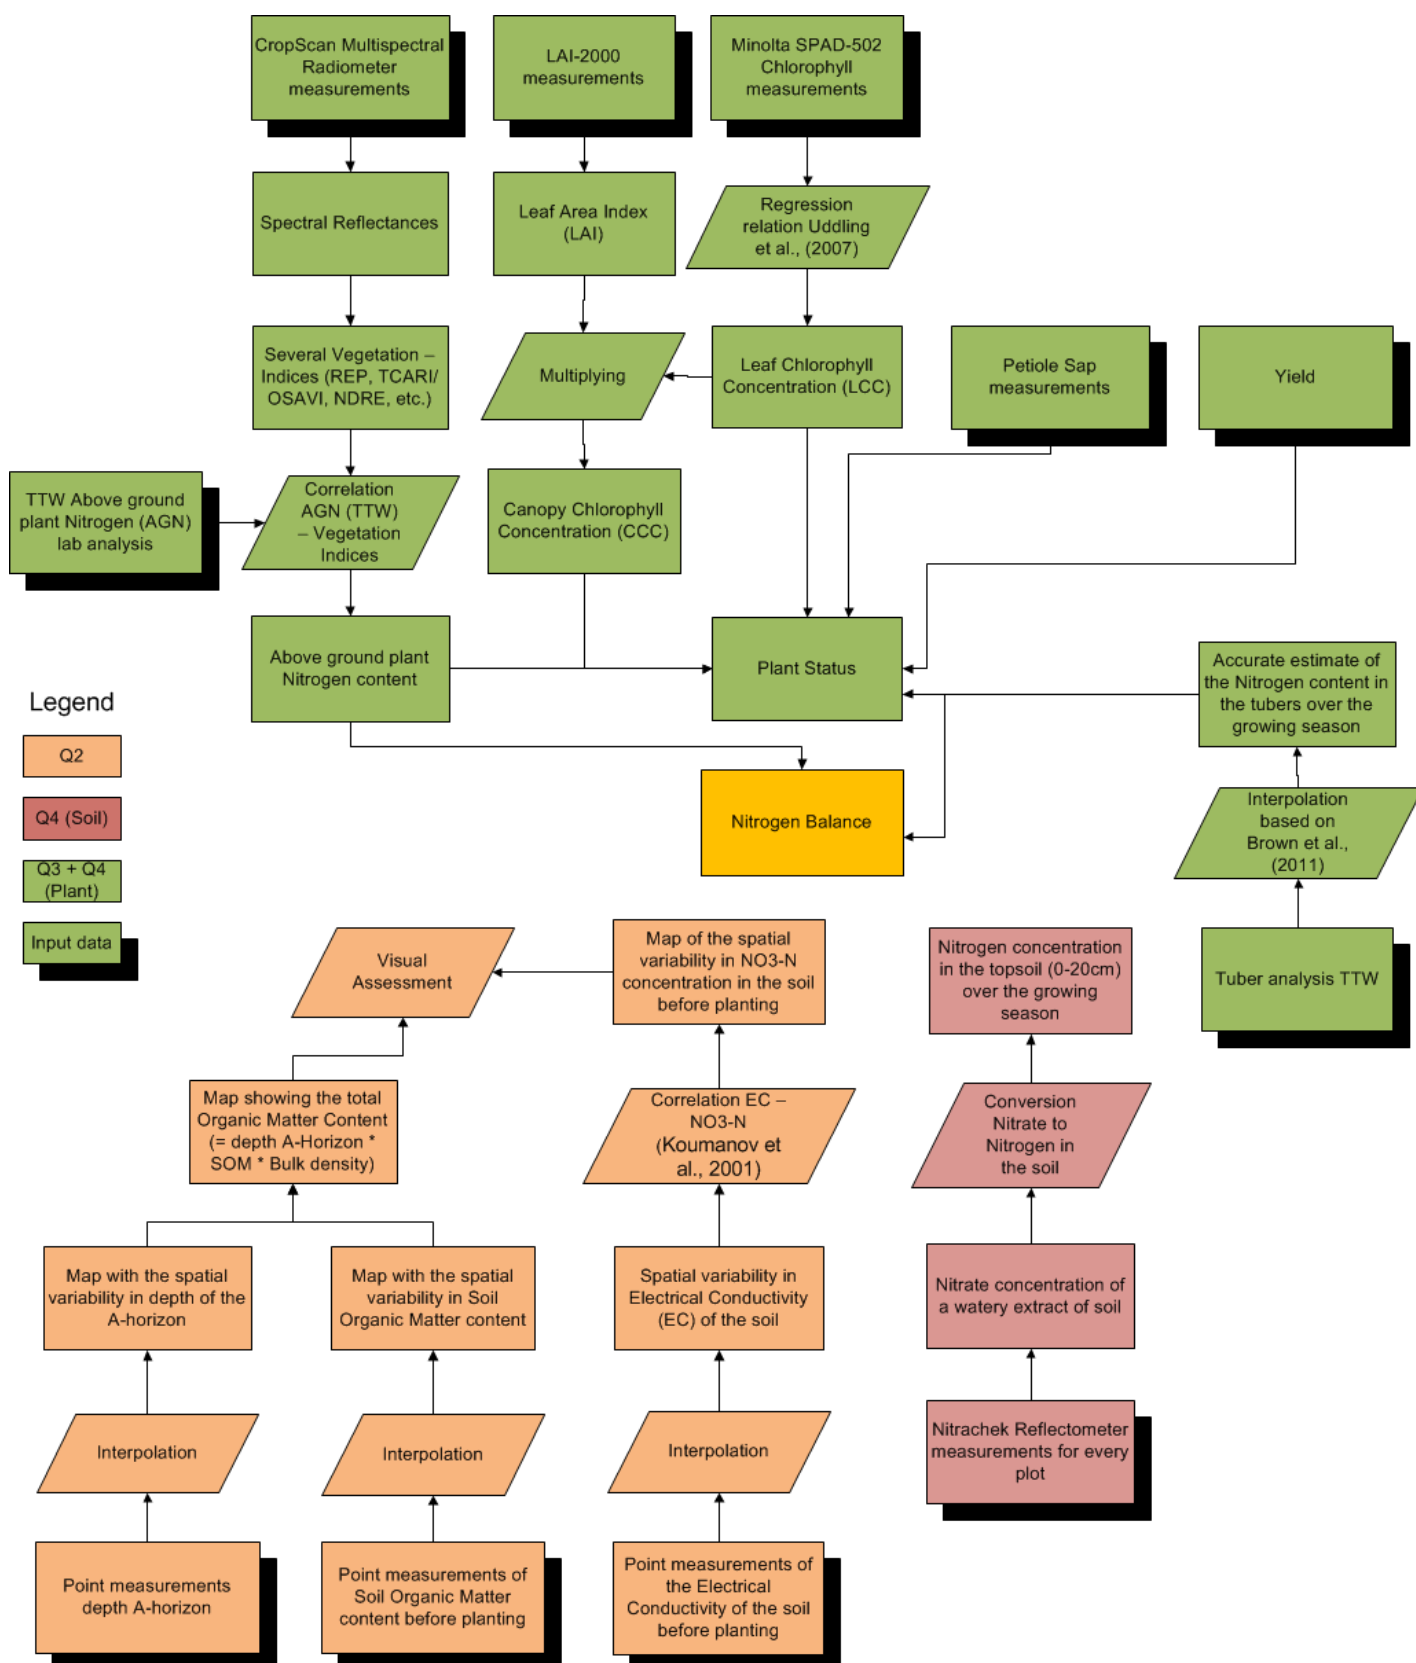 CropScan Multispectral
Radiometer
measurements
LAI-2000
measurements
Minolta SPAD-502
Chlorophyll
measurements
Spectral Reflectances
Leaf Area Index
(LAI)
Regression
relation Uddling
et al., (2007)
Several Vegetation –
Indices (REP, TCARI/
OSAVI, NDRE, etc.)
Multiplying
Leaf Chlorophyll
Concentration (LCC)
Petiole Sap
measurements
Yield
TTW Above ground
plant Nitrogen (AGN)
lab analysis
Correlation
AGN (TTW)
– Vegetation
Indices
Canopy Chlorophyll
Concentration (CCC)
Above ground plant
Nitrogen content
Plant Status
Accurate estimate of
the Nitrogen content in
the tubers over the
growing season
Legend
Q2
Q4 (Soil)
Q3 + Q4
(Plant)
Input data
Nitrogen Balance
Interpolation
based on
Brown et al.,
(2011)
Tuber analysis TTW
Visual
Assessment
Map of the spatial
variability in NO3-N
concentration in the soil
before planting
Nitrogen concentration
in the topsoil (0-20cm)
over the growing
season
Map showing the total
Organic Matter Content
(= depth A-Horizon *
SOM * Bulk density)
Correlation EC –
NO3-N
(Koumanov et
al., 2001)
Conversion
Nitrate to
Nitrogen in
the soil
Map with the spatial
variability in depth of the
A-horizon
Map with the spatial
variability in Soil
Organic Matter content
Spatial variability in
Electrical Conductivity
(EC) of the soil
Nitrate concentration of
a watery extract of soil
Interpolation
Interpolation
Interpolation
Nitrachek Reflectometer
measurements for every
plot
Point measurements
depth A-horizon
Point measurements of
Soil Organic Matter
content before planting
Point measurements of
the Electrical
Conductivity of the soil
before planting